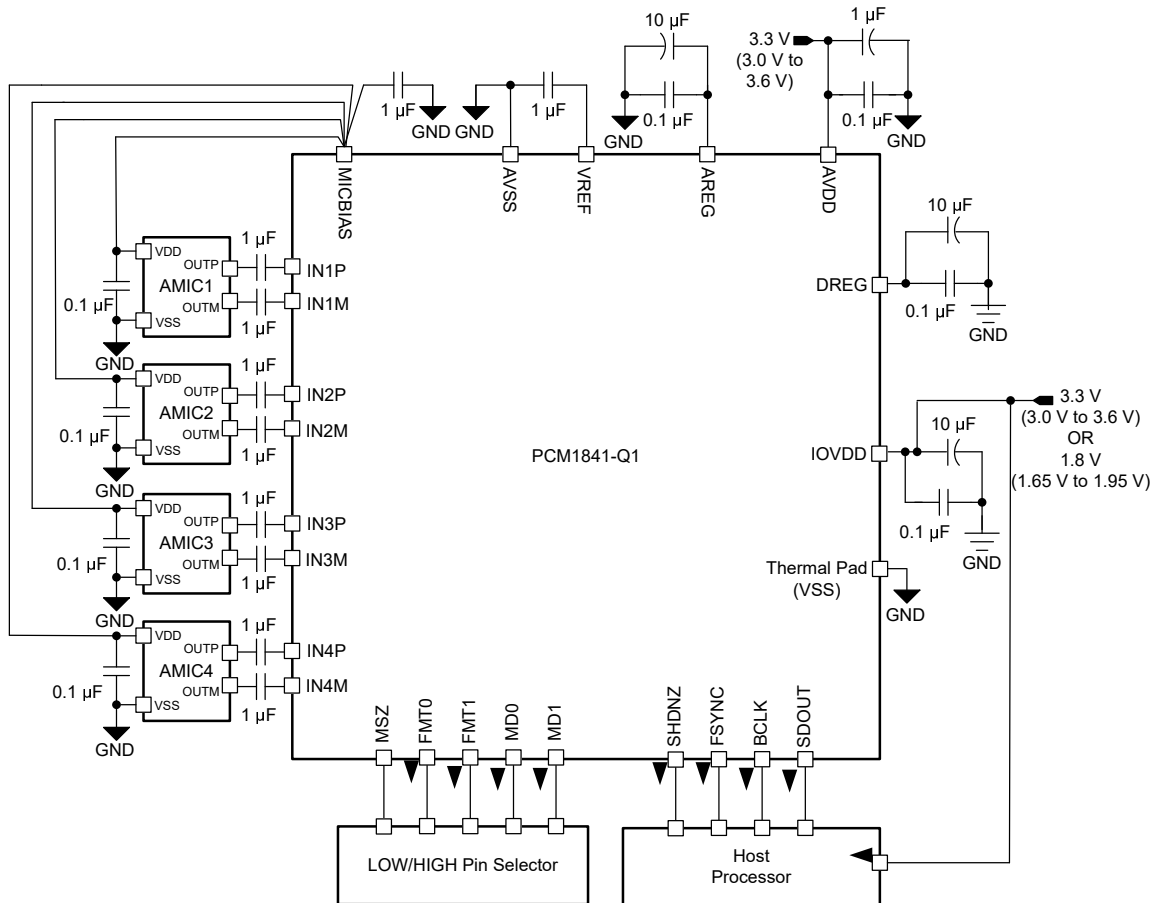 10 µF
0.1 µF
GND
3.3 V
(3.0 V to
3.6 V)
1 µF
0.1 µF
GND
1 µF
GND
GND
1 µF
MICBIAS
AVSS
VREF
AREG
AVDD
VDD
OUTP
AMIC1
OUTM
VSS
0.1 µF
GND
1 µF
1 µF
IN1P
IN1M
VDD
OUTP
AMIC2
OUTM
VSS
0.1 µF
GND
1 µF
1 µF
IN2P
IN2M
VDD
OUTP
AMIC3
OUTM
VSS
0.1 µF
GND
1 µF
1 µF
IN3P
IN3M
VDD
OUTP
AMIC4
OUTM
VSS
0.1 µF
GND
1 µF
1 µF
IN4P
IN4M
PCM1841-Q1
DREG
10 µF
0.1 µF
GND
IOVDD
10 µF
0.1 µF
GND
3.3 V
(3.0 V to 3.6 V)
OR
1.8 V
(1.65 V to 1.95 V)
Thermal Pad
(VSS)
GND
MSZ
FMT0
FMT1
MD0
MD1
SHDNZ
FSYNC
BCLK
SDOUT
LOW/HIGH Pin Selector
Host
Processor